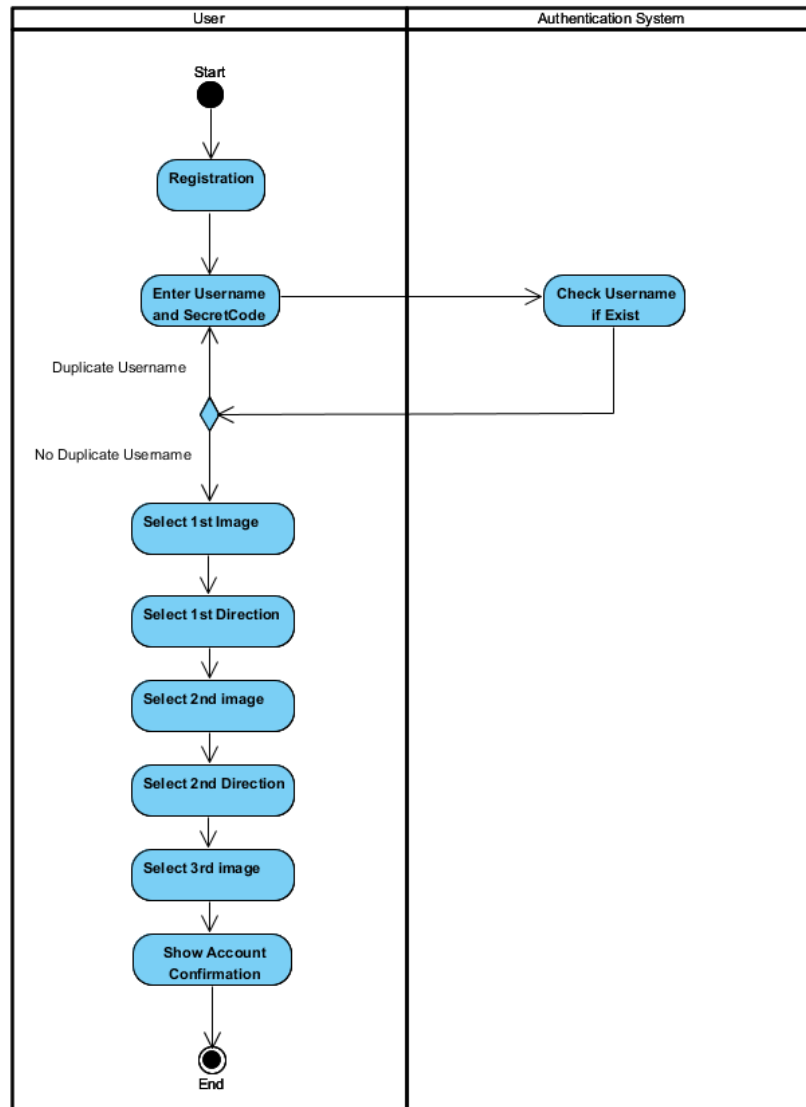 User
Authentication System
Start
Registration
Enter Username
and SecretCode
Check Username
if Exist
Duplicate Username
No Duplicate Username
Select 1st Image
Select 1st Direction
Select 2nd image
Select 2nd Direction
Select 3rd image
Show Account
Confirmation
End